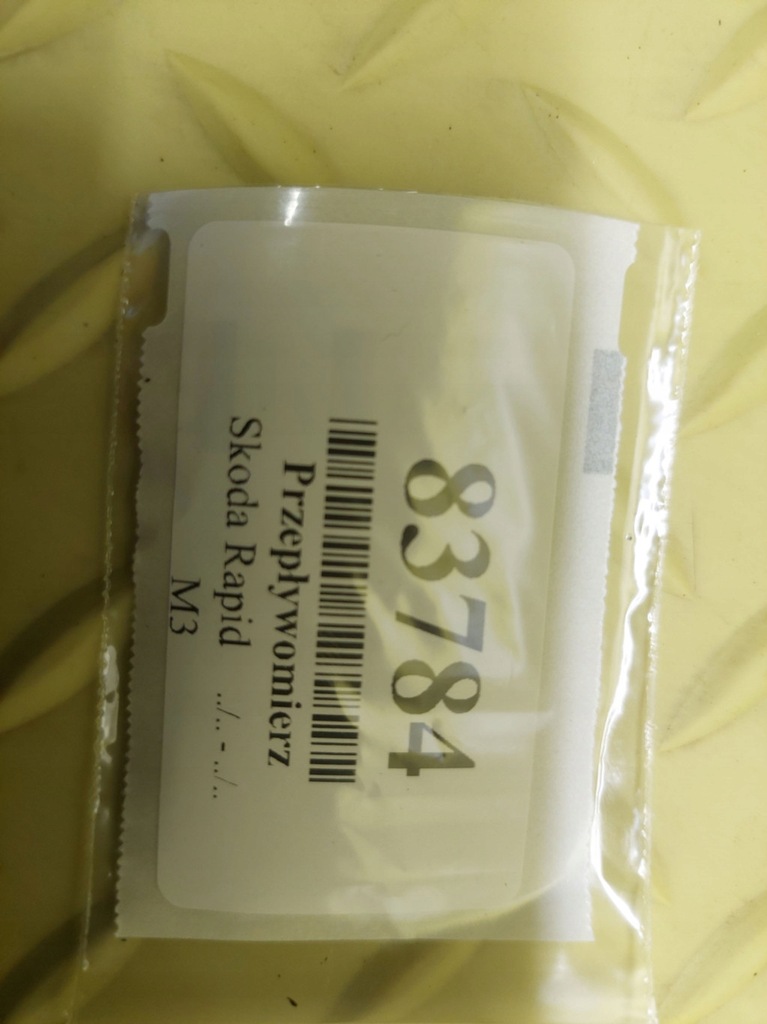 83784
Przepływomierz
Skoda Rapid ../.. - ../..
M3